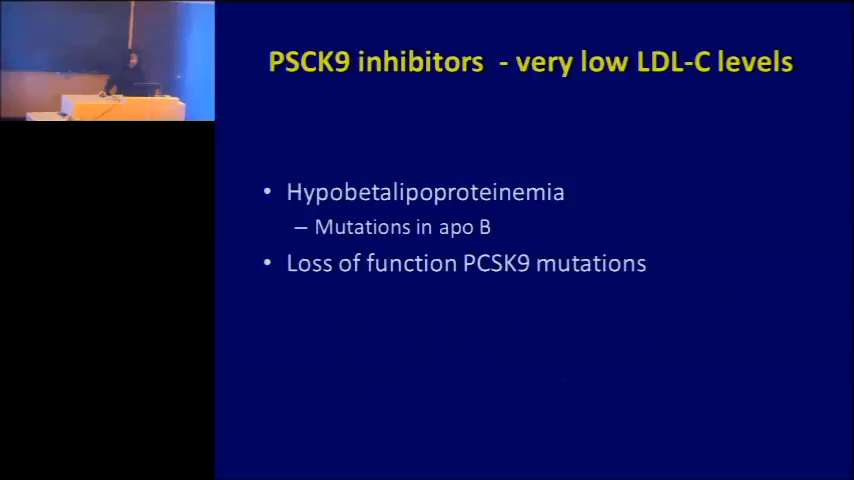 PSCK9 inhibitors - very low LDL-C levels
• Hypobetalipoproteinemia
– Mutations in apo B
• Loss of function PCSK9 mutations